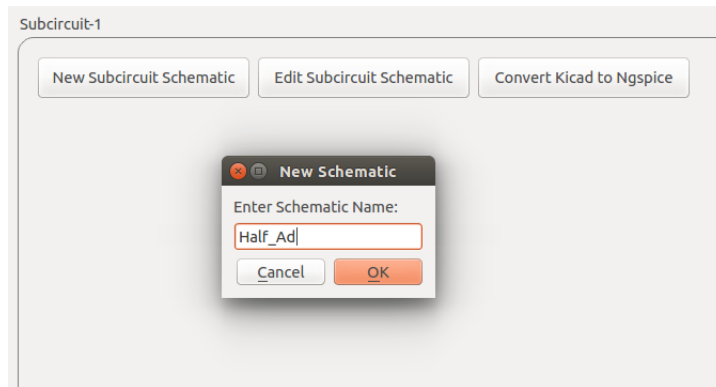 Subcircuit-1
New Subcircuit Schematic Edit Subcircuit Schematic Convert Kicad to Ngspice
New Schematic
Enter Schematic Name:
Half_Ad
Cancel OK